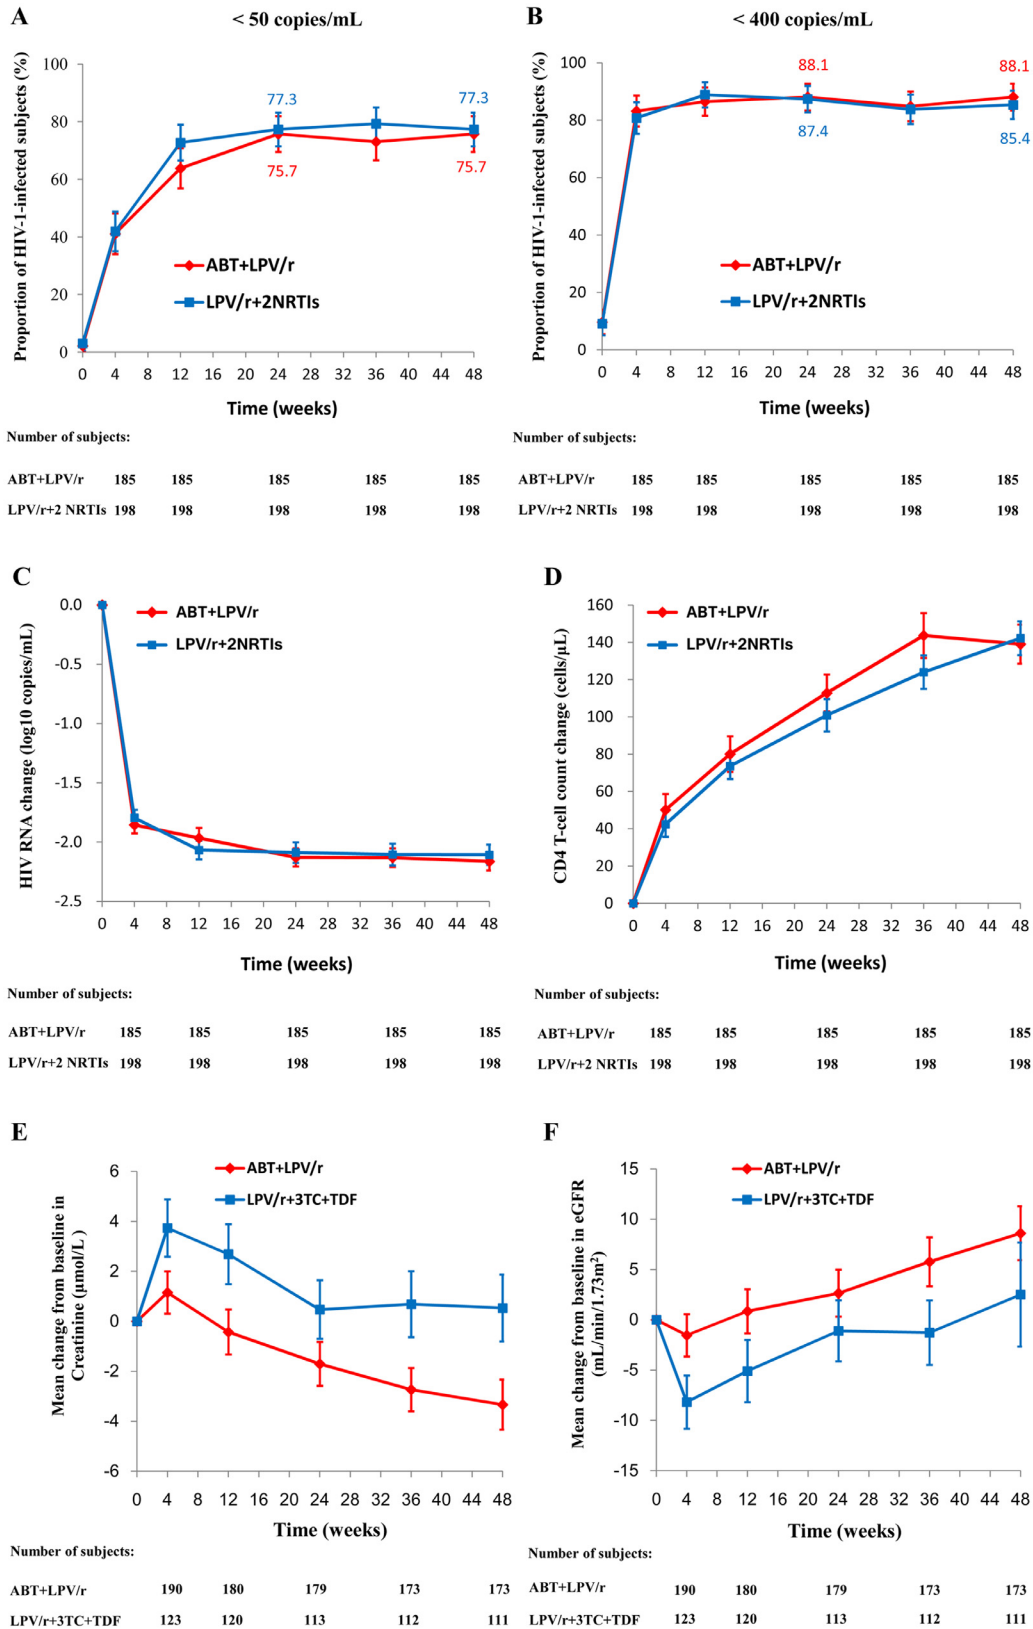 A
< 50 copies/mL
Proportion of HIV-1-infected subjects (%)
100
80
60
40
20
0
77.3
77.3
75.7
75.7
ABT+LPV/r
LPV/r+2NRTIs
0 4 8 12 16 20 24 28 32 36 40 44 48
Time (weeks)
Number of subjects:
ABT+LPV/r 185 185 185 185 185
LPV/r+2 NRTIs 198 198 198 198 198
B
< 400 copies/mL
Proportion of HIV-1-infected subjects (%)
100
80
60
40
20
0
88.1
88.1
87.4
85.4
ABT+LPV/r
LPV/r+2NRTIs
0 4 8 12 16 20 24 28 32 36 40 44 48
Time (weeks)
Number of subjects:
ABT+LPV/r 185 185 185 185 185
LPV/r+2 NRTIs 198 198 198 198 198
C
HIV RNA change (log10 copies/mL)
0.0
-0.5
-1.0
-1.5
-2.0
-2.5
ABT+LPV/r
LPV/r+2NRTIs
0 4 8 12 16 20 24 28 32 36 40 44 48
Time (weeks)
Number of subjects:
ABT+LPV/r 185 185 185 185 185
LPV/r+2 NRTIs 198 198 198 198 198
D
CD4 T-cell count change (cells/µL)
160
140
120
100
80
60
40
20
0
ABT+LPV/r
LPV/r+2NRTIs
0 4 8 12 16 20 24 28 32 36 40 44 48
Time (weeks)
Number of subjects:
ABT+LPV/r 185 185 185 185 185
LPV/r+2 NRTIs 198 198 198 198 198
E
Mean change from baseline in
Creatinine (µmol/L )
6
4
2
0
-2
-4
-6
ABT+LPV/r
LPV/r+3TC+TDF
0 4 8 12 16 20 24 28 32 36 40 44 48
Time (weeks)
Number of subjects:
ABT+LPV/r 190 180 179 173 173
LPV/r+3TC+TDF 123 120 113 112 111
F
Mean change from baseline in eGFR
(mL/min/1.73m²)
15
10
5
0
-5
-10
-15
ABT+LPV/r
LPV/r+3TC+TDF
0 4 8 12 16 20 24 28 32 36 40 44 48
Time (weeks)
Number of subjects:
ABT+LPV/r 190 180 179 173 173
LPV/r+3TC+TDF 123 120 113 112 111